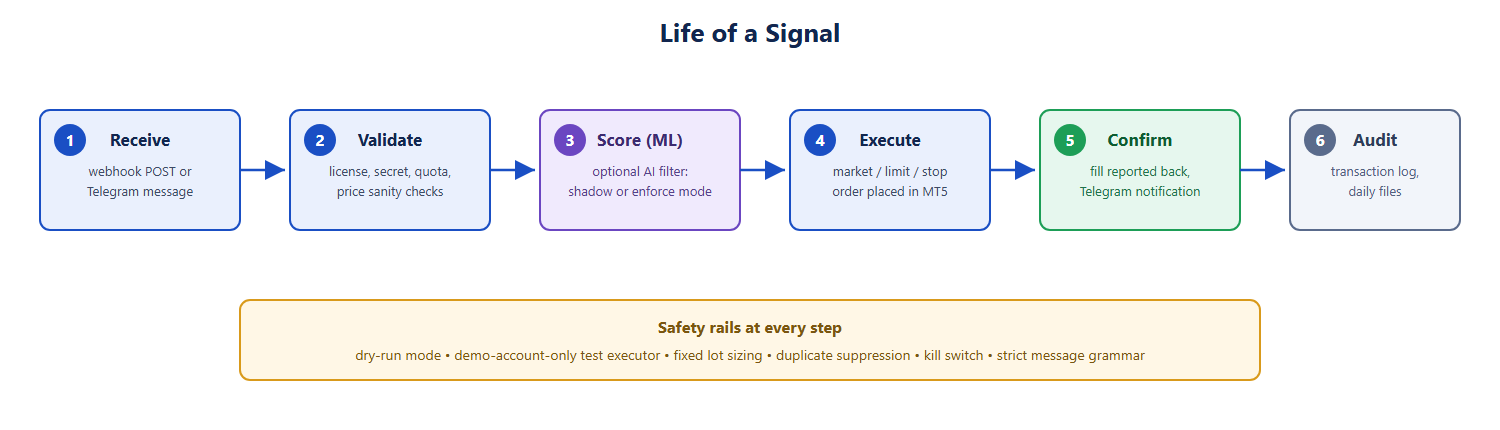 Life of a Signal
1 Receive
webhook POST or
Telegram message
2 Validate
license, secret, quota,
price sanity checks
3 Score (ML)
optional AI filter:
shadow or enforce mode
4 Execute
market / limit / stop
order placed in MT5
5 Confirm
fill reported back,
Telegram notification
6 Audit
transaction log,
daily files
Safety rails at every step
dry-run mode • demo-account-only test executor • fixed lot sizing • duplicate suppression • kill switch • strict message grammar